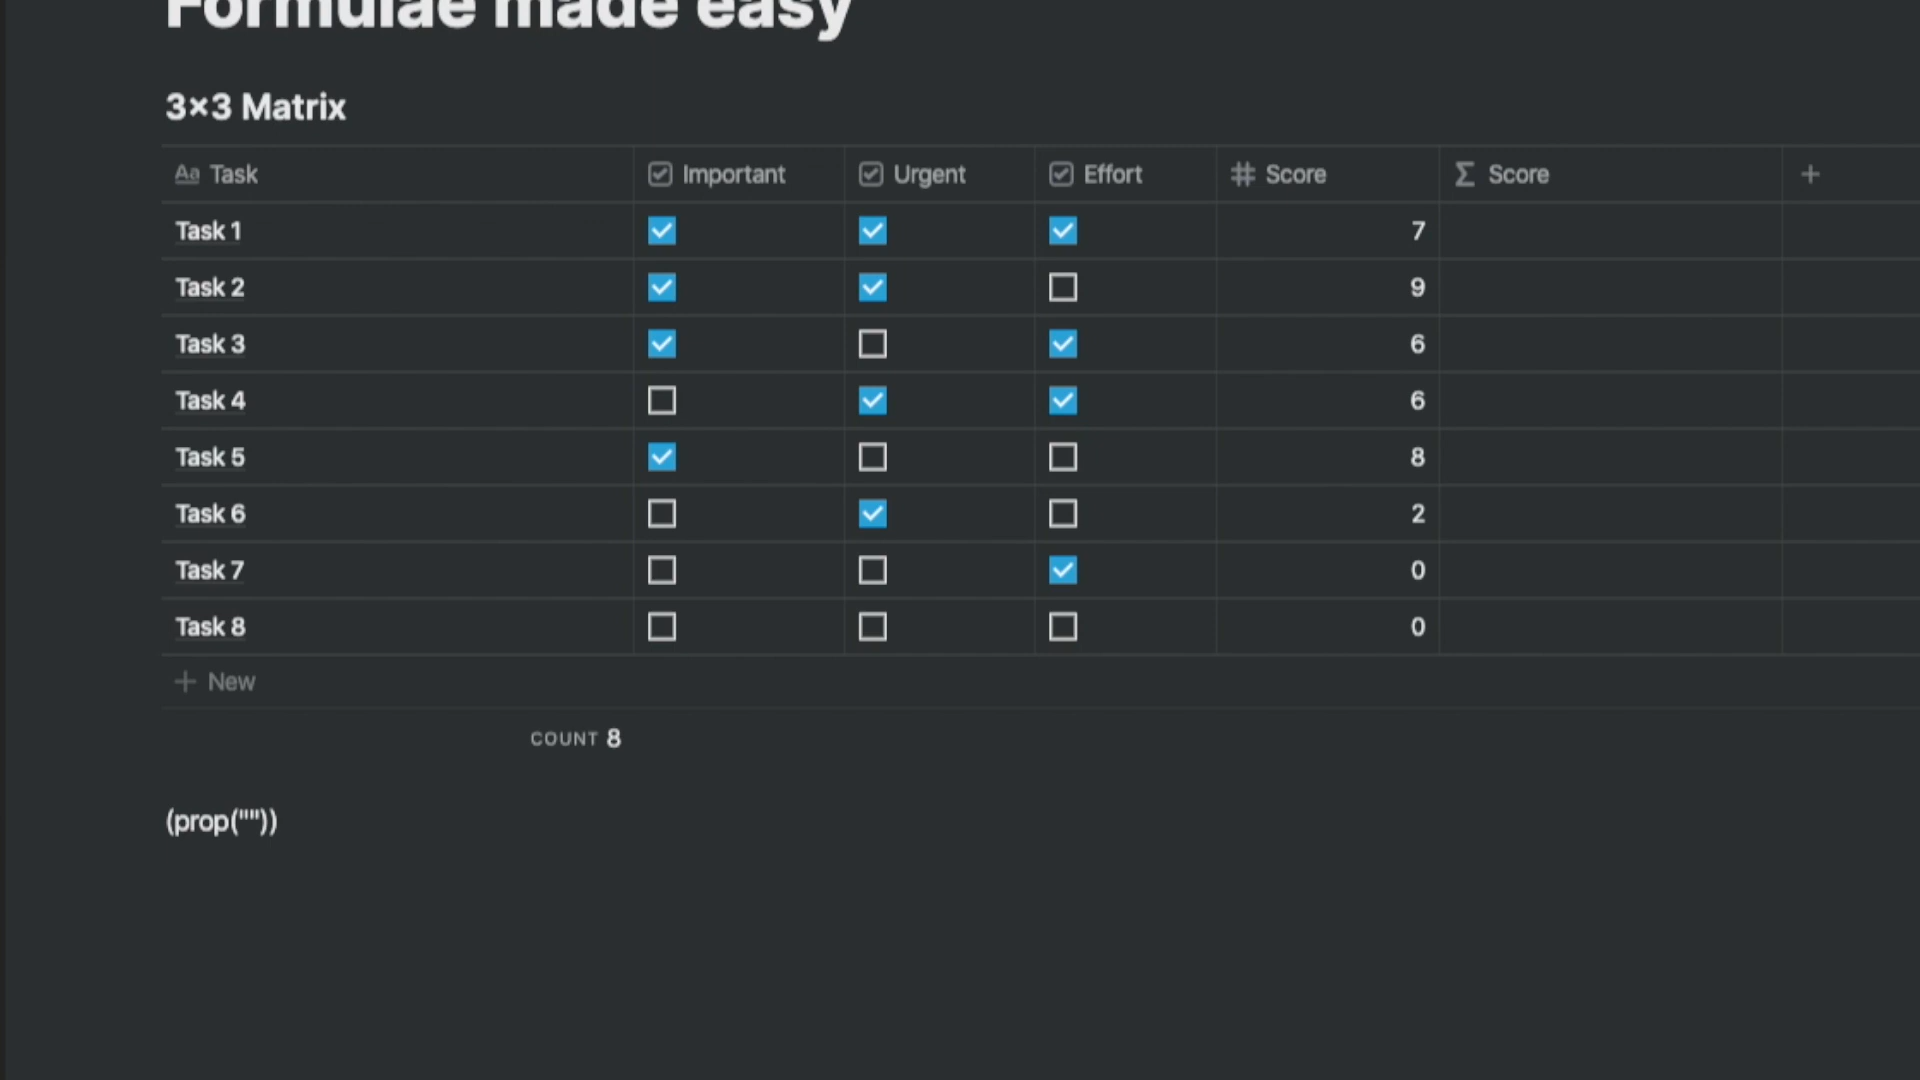 Formulae made easy
3×3 Matrix
Aa Task Important Urgent Effort # Score Σ Score +
Task 1 7
Task 2 9
Task 3 6
Task 4 6
Task 5 8
Task 6 2
Task 7 0
Task 8 0
+ New
COUNT 8
(prop(""))